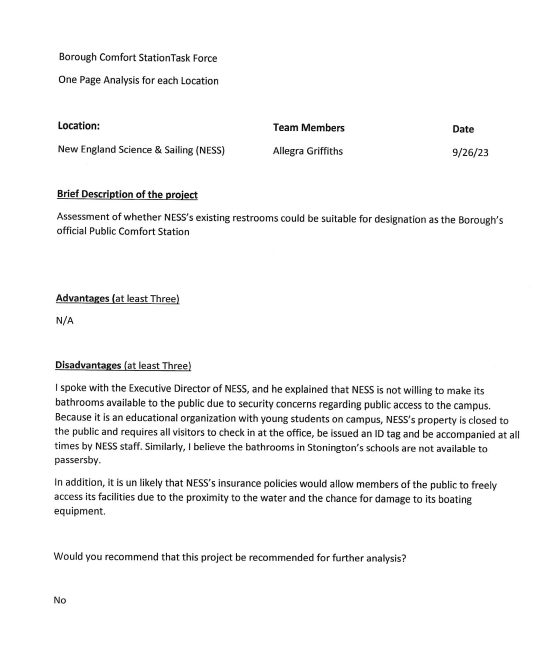 Borough Comfort StationTask Force
One Page Analysis for each Location
Location: Team Members Date
New England Science & Sailing (NESS) Allegra Griffiths 9/26/23
Brief Description of the project
Assessment of whether NESS's existing restrooms could be suitable for designation as the Borough's
official Public Comfort Station
Advantages (at least Three)
N/A
Disadvantages (at least Three)
I spoke with the Executive Director of NESS, and he explained that NESS is not willing to make its
bathrooms available to the public due to security concerns regarding public access to the campus.
Because it is an educational organization with young students on campus, NESS's property is closed to
the public and requires all visitors to check in at the office, be issued an ID tag and be accompanied at all
times by NESS staff. Similarly, I believe the bathrooms in Stonington's schools are not available to
passersby.
In addition, it is un likely that NESS's insurance policies would allow members of the public to freely
access its facilities due to the proximity to the water and the chance for damage to its boating
equipment.
Would you recommend that this project be recommended for further analysis?
No